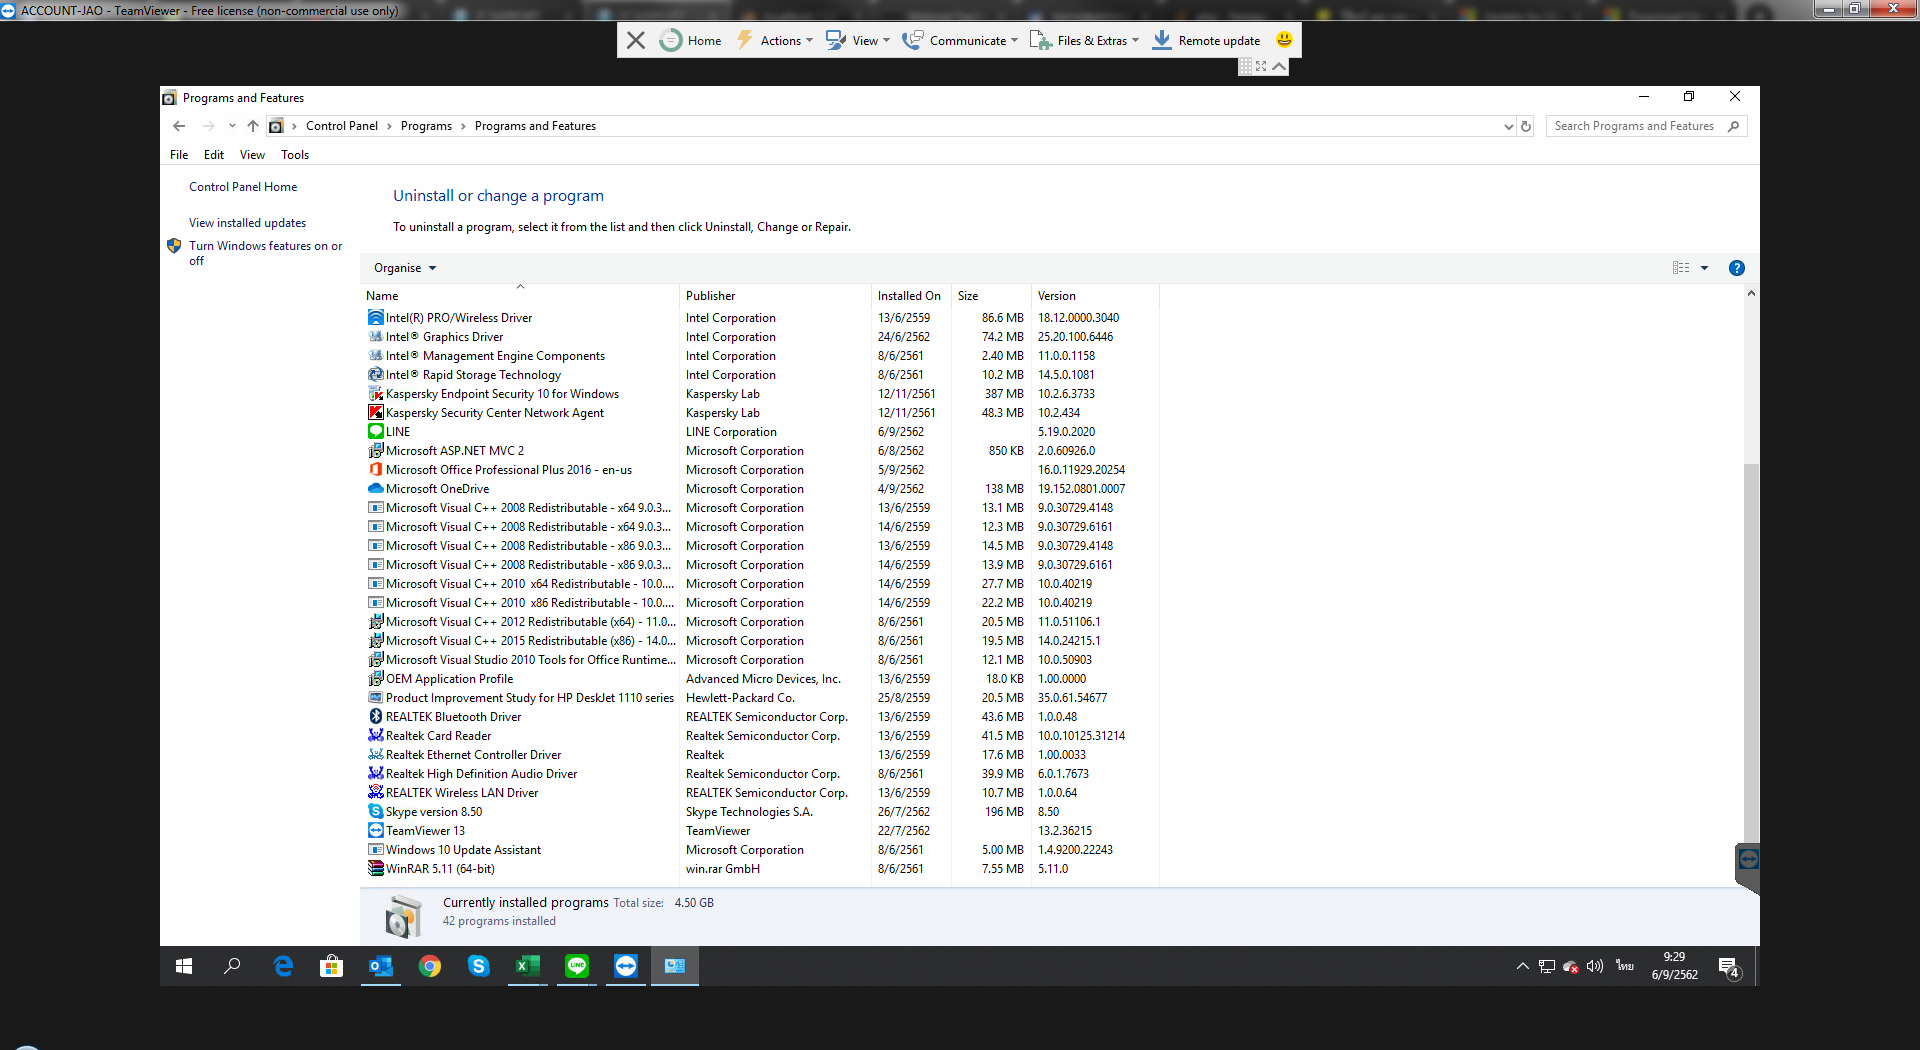 ACCOUNT-JAO - TeamViewer - Free license (non-commercial use only)
Home Actions View Communicate Files & Extras Remote update
Programs and Features
Control Panel > Programs > Programs and Features
Search Programs and Features
File Edit View Tools
Control Panel Home
View installed updates
Turn Windows features on or
off
Uninstall or change a program
To uninstall a program, select it from the list and then click Uninstall, Change or Repair.
Organise
Name Publisher Installed On Size Version
Intel(R) PRO/Wireless Driver Intel Corporation 13/6/2559 86.6 MB 18.12.0000.3040
Intel® Graphics Driver Intel Corporation 24/6/2562 74.2 MB 25.20.100.6446
Intel® Management Engine Components Intel Corporation 8/6/2561 2.40 MB 11.0.0.1158
Intel® Rapid Storage Technology Intel Corporation 8/6/2561 10.2 MB 14.5.0.1081
Kaspersky Endpoint Security 10 for Windows Kaspersky Lab 12/11/2561 387 MB 10.2.6.3733
Kaspersky Security Center Network Agent Kaspersky Lab 12/11/2561 48.3 MB 10.2.434
LINE LINE Corporation 6/9/2562 5.19.0.2020
Microsoft ASP.NET MVC 2 Microsoft Corporation 6/8/2562 850 KB 2.0.60926.0
Microsoft Office Professional Plus 2016 - en-us Microsoft Corporation 5/9/2562 16.0.11929.20254
Microsoft OneDrive Microsoft Corporation 4/9/2562 138 MB 19.152.0801.0007
Microsoft Visual C++ 2008 Redistributable - x64 9.0.3... Microsoft Corporation 13/6/2559 13.1 MB 9.0.30729.4148
Microsoft Visual C++ 2008 Redistributable - x64 9.0.3... Microsoft Corporation 14/6/2559 12.3 MB 9.0.30729.6161
Microsoft Visual C++ 2008 Redistributable - x86 9.0.3... Microsoft Corporation 13/6/2559 14.5 MB 9.0.30729.4148
Microsoft Visual C++ 2008 Redistributable - x86 9.0.3... Microsoft Corporation 14/6/2559 13.9 MB 9.0.30729.6161
Microsoft Visual C++ 2010 x64 Redistributable - 10.0.... Microsoft Corporation 14/6/2559 27.7 MB 10.0.40219
Microsoft Visual C++ 2010 x86 Redistributable - 10.0.... Microsoft Corporation 14/6/2559 22.2 MB 10.0.40219
Microsoft Visual C++ 2012 Redistributable (x64) - 11.0... Microsoft Corporation 8/6/2561 20.5 MB 11.0.51106.1
Microsoft Visual C++ 2015 Redistributable (x86) - 14.0... Microsoft Corporation 8/6/2561 19.5 MB 14.0.24215.1
Microsoft Visual Studio 2010 Tools for Office Runtime... Microsoft Corporation 8/6/2561 12.1 MB 10.0.50903
OEM Application Profile Advanced Micro Devices, Inc. 13/6/2559 18.0 KB 1.00.0000
Product Improvement Study for HP DeskJet 1110 series Hewlett-Packard Co. 25/8/2559 20.5 MB 35.0.61.54677
REALTEK Bluetooth Driver REALTEK Semiconductor Corp. 13/6/2559 43.6 MB 1.0.0.48
Realtek Card Reader Realtek Semiconductor Corp. 13/6/2559 41.5 MB 10.0.10125.31214
Realtek Ethernet Controller Driver Realtek 13/6/2559 17.6 MB 1.00.0033
Realtek High Definition Audio Driver Realtek Semiconductor Corp. 8/6/2561 39.9 MB 6.0.1.7673
REALTEK Wireless LAN Driver REALTEK Semiconductor Corp. 13/6/2559 10.7 MB 1.0.0.64
Skype version 8.50 Skype Technologies S.A. 26/7/2562 196 MB 8.50
TeamViewer 13 TeamViewer 22/7/2562 13.2.36215
Windows 10 Update Assistant Microsoft Corporation 8/6/2561 5.00 MB 1.4.9200.22243
WinRAR 5.11 (64-bit) win.rar GmbH 8/6/2561 7.55 MB 5.11.0
Currently installed programs Total size: 4.50 GB
42 programs installed
ไทย
9:29
6/9/2562
4